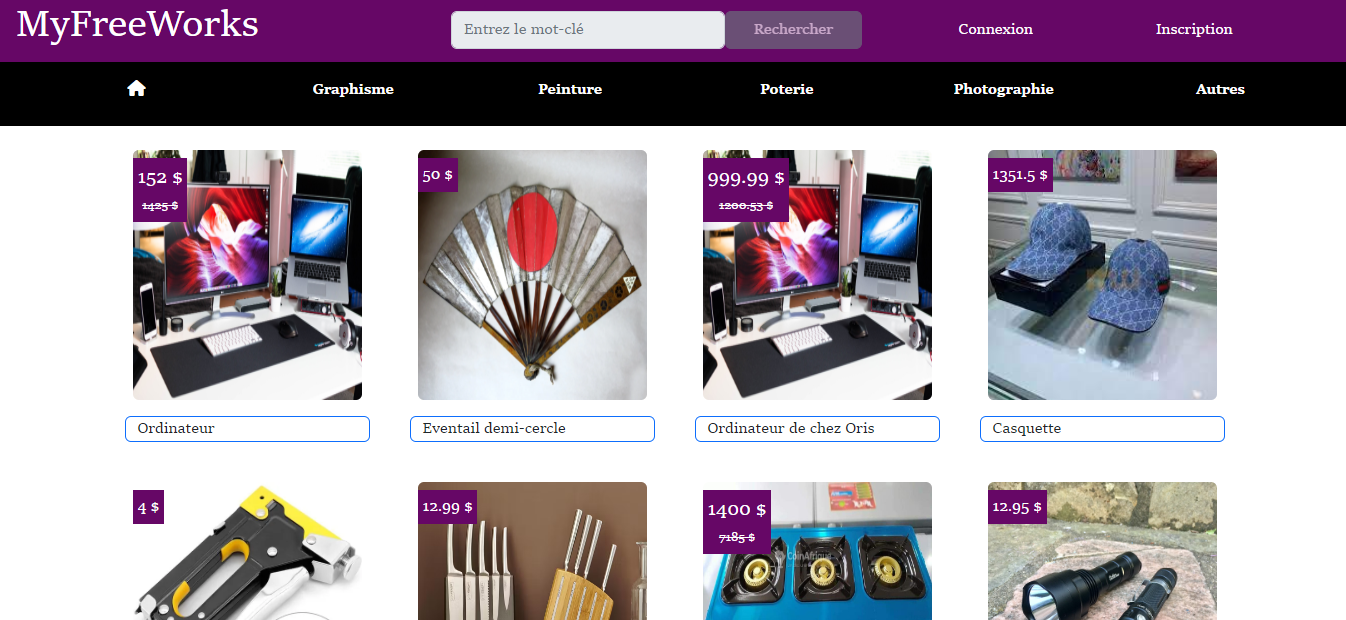 MyFreeWorks
Entrez le mot-clé
Rechercher
Connexion
Inscription
Graphisme
Peinture
Poterie
Photographie
Autres
152 $
1425 $
50 $
999.99 $
1200.53 $
1351.5 $
Ordinateur
Eventail demi-cercle
Ordinateur de chez Oris
Casquette
4 $
12.99 $
1400 $
7185 $
CoinAfrique
12.95 $